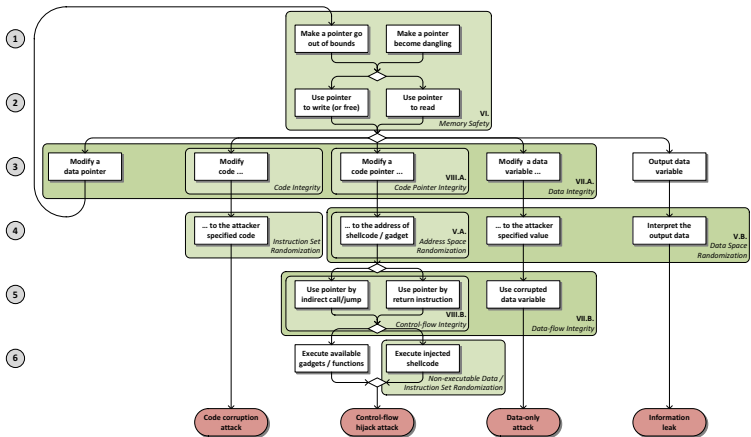 1
Make a pointer go
out of bounds
Make a pointer
become dangling
2
Use pointer
to write (or free)
Use pointer
to read
VI.
Memory Safety
3
Modify a
data pointer
Modify
code ...
Code Integrity
Modify a
code pointer ...
VIII.A.
Code Pointer Integrity
Modify a data
variable ...
VII.A.
Data Integrity
Output data
variable
4
... to the attacker
specified code
Instruction Set
Randomization
... to the address of
shellcode / gadget
V.A.
Address Space
Randomization
... to the attacker
specified value
Interpret the
output data
V.B.
Data Space
Randomization
5
Use pointer by
indirect call/jump
Use pointer by
return instruction
VIII.B.
Control-flow Integrity
Use corrupted
data variable
VII.B.
Data-flow Integrity
6
Execute available
gadgets / functions
Execute injected
shellcode
Non-executable Data /
Instruction Set Randomization
Code corruption
attack
Control-flow
hijack attack
Data-only
attack
Information
leak